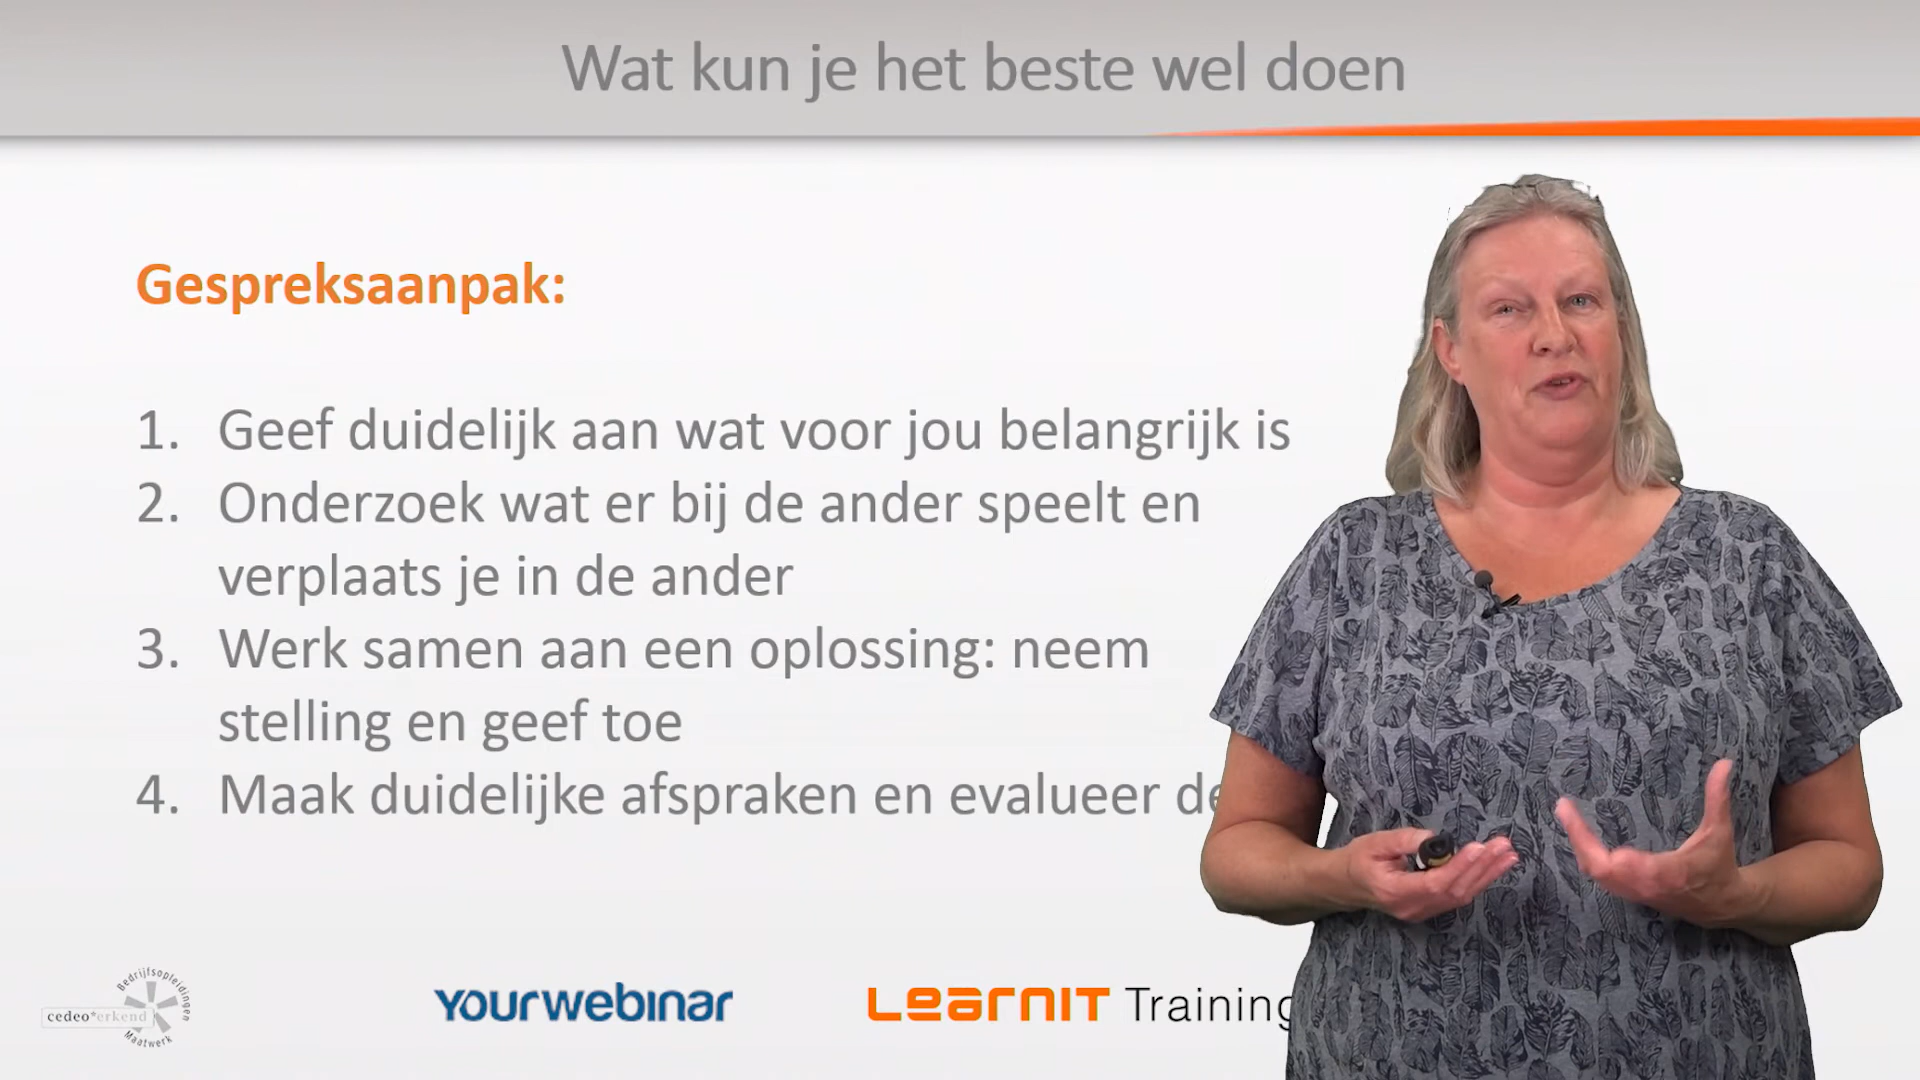 Wat kun je het beste wel doen
Gespreksaanpak:
1. Geef duidelijk aan wat voor jou belangrijk is
2. Onderzoek wat er bij de ander speelt en
verplaats je in de ander
3. Werk samen aan een oplossing: neem
stelling en geef toe
4. Maak duidelijke afspraken en evalueer
Bedrijfsopleidingen
cedeo*erkend
Maatwerk
YOURWEBINAR
LEARNIT Training